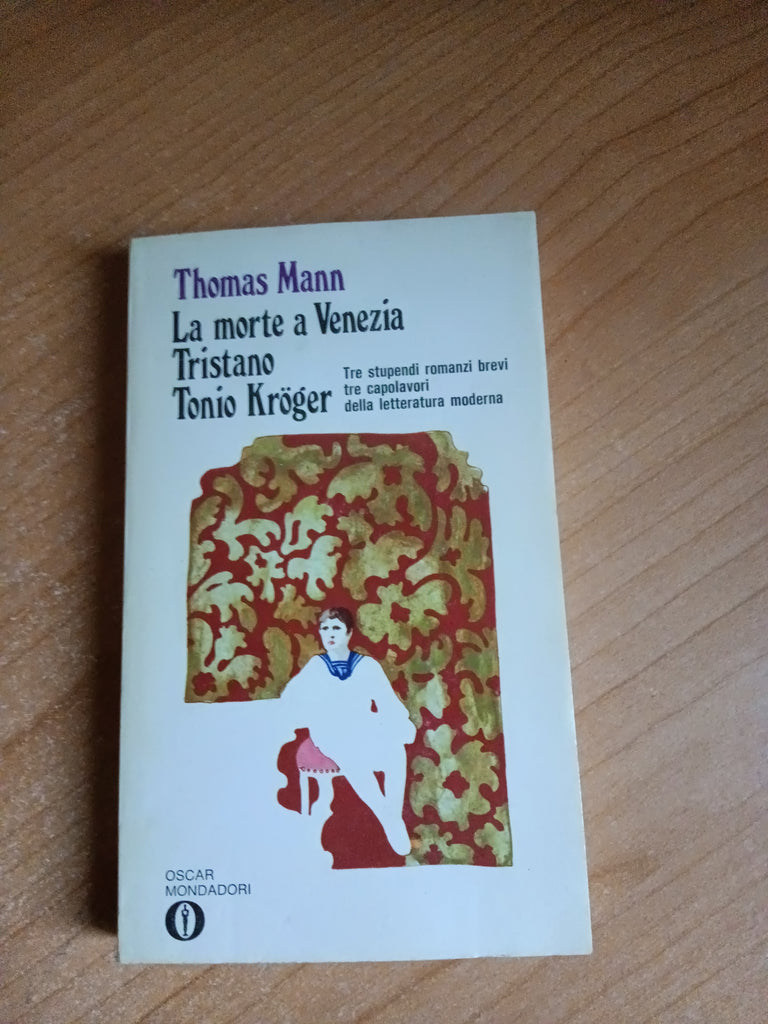 Thomas Mann
La morte a Venezia
Tristano
Tonio Kröger
Tre stupendi romanzi brevi
tre capolavori
della letteratura moderna
OSCAR
MONDADORI